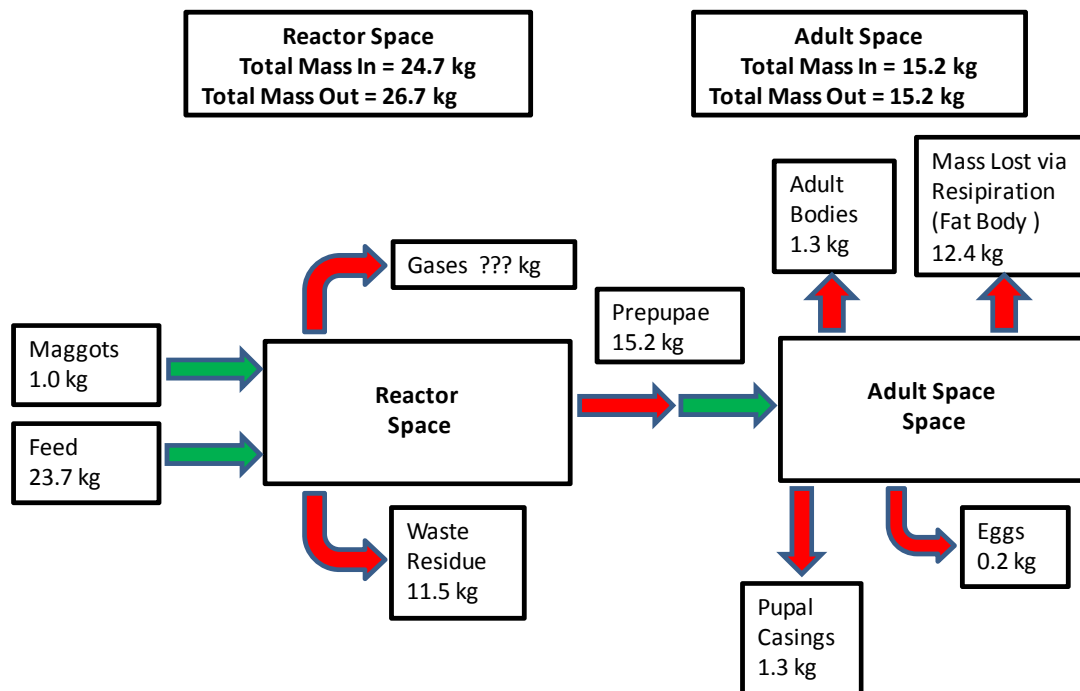 Reactor Space
Total Mass In = 24.7 kg
Total Mass Out = 26.7 kg
Adult Space
Total Mass In = 15.2 kg
Total Mass Out = 15.2 kg
Adult
Bodies
1.3 kg
Mass Lost via
Resipiration
(Fat Body )
12.4 kg
Gases ??? kg
Prepupae
15.2 kg
Maggots
1.0 kg
Feed
23.7 kg
Reactor
Space
Adult Space
Space
Waste
Residue
11.5 kg
Eggs
0.2 kg
Pupal
Casings
1.3 kg